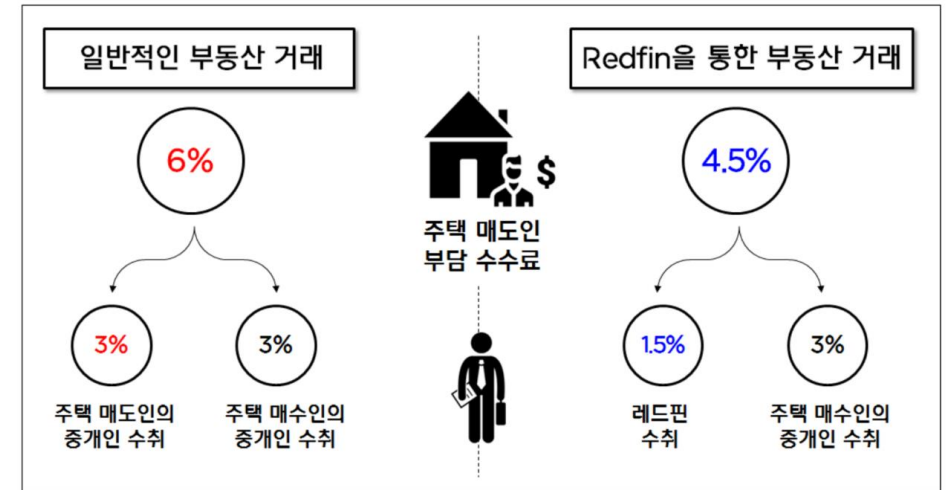 일반적인 부동산 거래
Redfin을 통한 부동산 거래
6%
$
4.5%
주택 매도인
부담 수수료
3%
3%
1.5%
3%
주택 매도인의
중개인 수취
주택 매수인의
중개인 수취
레드핀
수취
주택 매수인의
중개인 수취